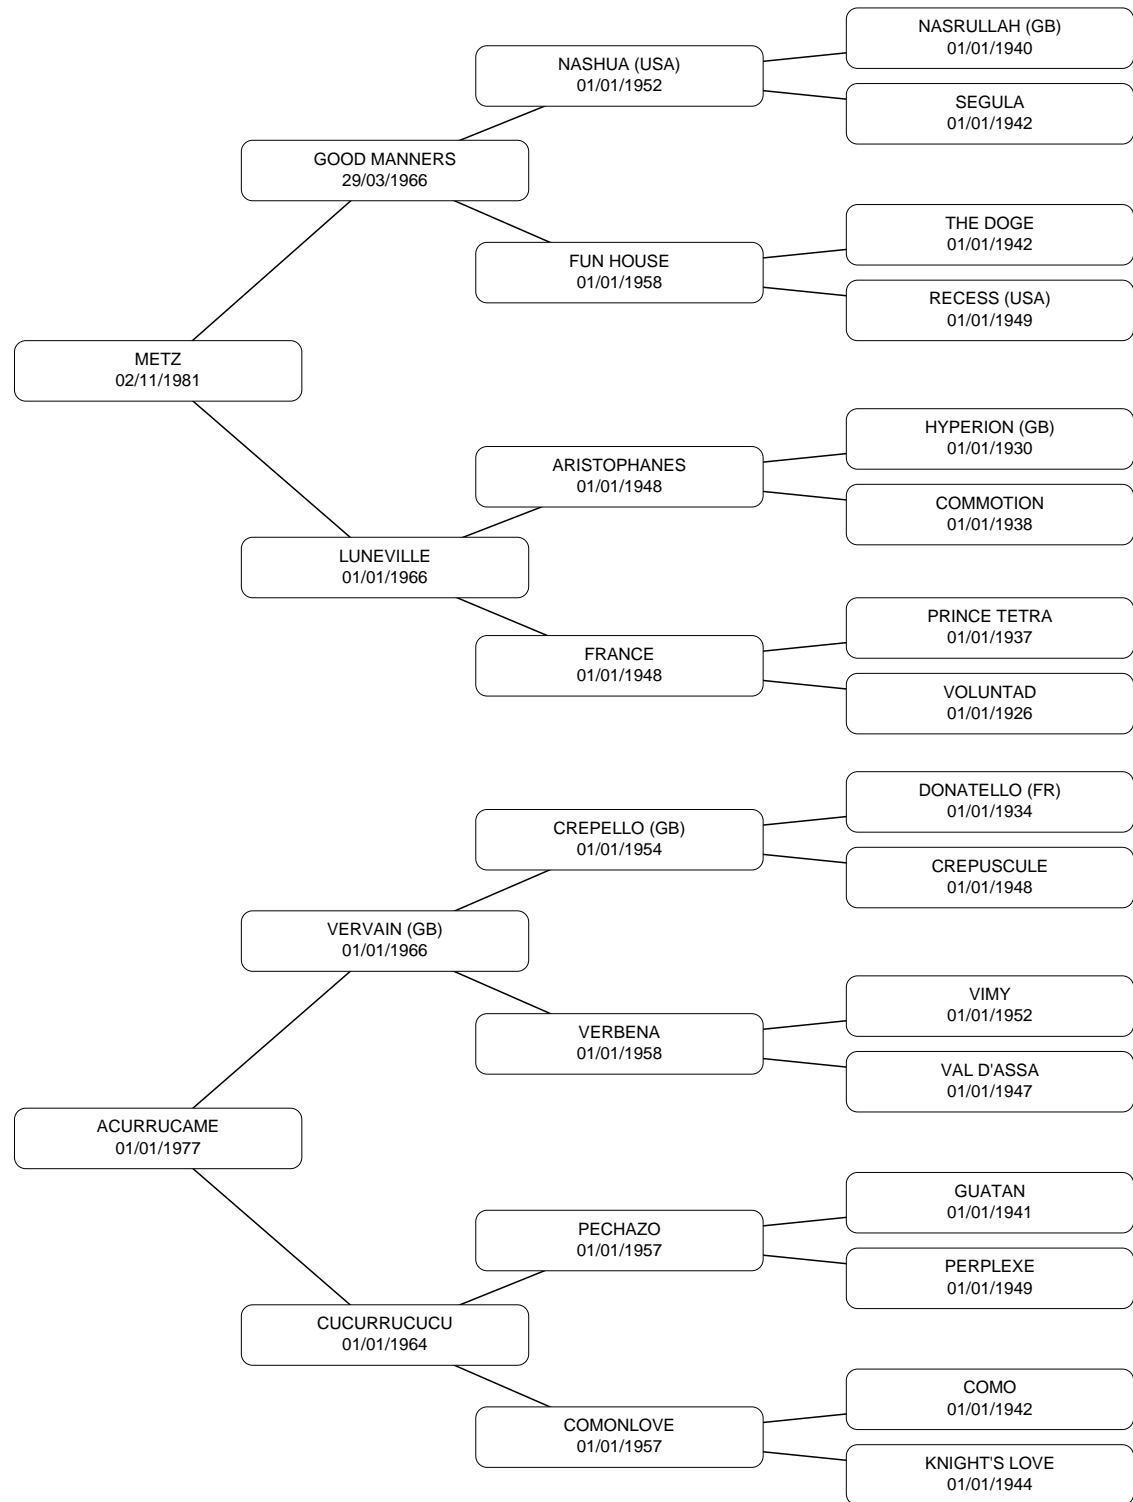 NASRULLAH (GB)
01/01/1940
NASHUA (USA)
01/01/1952
SEGULA
01/01/1942
GOOD MANNERS
29/03/1966
THE DOGE
01/01/1942
FUN HOUSE
01/01/1958
RECESS (USA)
01/01/1949
METZ
02/11/1981
HYPERION (GB)
01/01/1930
ARISTOPHANES
01/01/1948
COMMOTION
01/01/1938
LUNEVILLE
01/01/1966
PRINCE TETRA
01/01/1937
FRANCE
01/01/1948
VOLUNTAD
01/01/1926
DONATELLO (FR)
01/01/1934
CREPELLO (GB)
01/01/1954
CREPUSCULE
01/01/1948
VERVAIN (GB)
01/01/1966
VIMY
01/01/1952
VERBENA
01/01/1958
VAL D'ASSA
01/01/1947
ACURRUCAME
01/01/1977
GUATAN
01/01/1941
PECHAZO
01/01/1957
PERPLEXE
01/01/1949
CUCURRUCUCU
01/01/1964
COMO
01/01/1942
COMONLOVE
01/01/1957
KNIGHT'S LOVE
01/01/1944